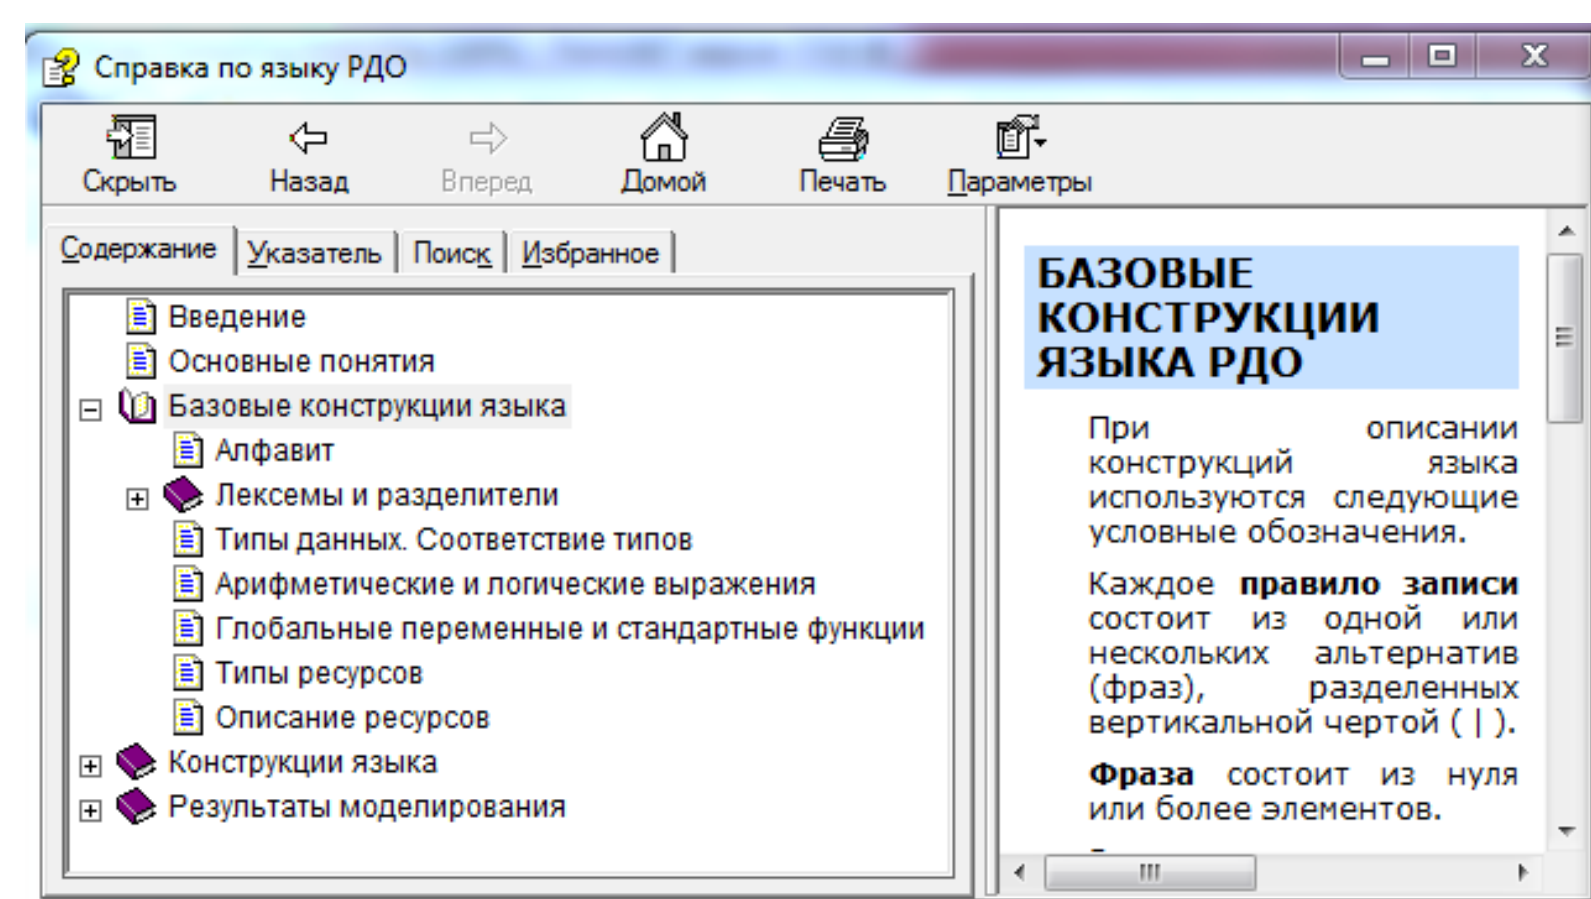 Справка по языку РДО
Скрыть Назад Вперед Домой Печать Параметры
Содержание Указатель Поиск Избранное
Введение
Основные понятия
Базовые конструкции языка
Алфавит
Лексемы и разделители
Типы данных. Соответствие типов
Арифметические и логические выражения
Глобальные переменные и стандартные функции
Типы ресурсов
Описание ресурсов
Конструкции языка
Результаты моделирования
БАЗОВЫЕ
КОНСТРУКЦИИ
ЯЗЫКА РДО
При описании
конструкций языка
используются следующие
условные обозначения.
Каждое правило записи
состоит из одной или
нескольких альтернатив
(фраз), разделенных
вертикальной чертой ( | ).
Фраза состоит из нуля
или более элементов.